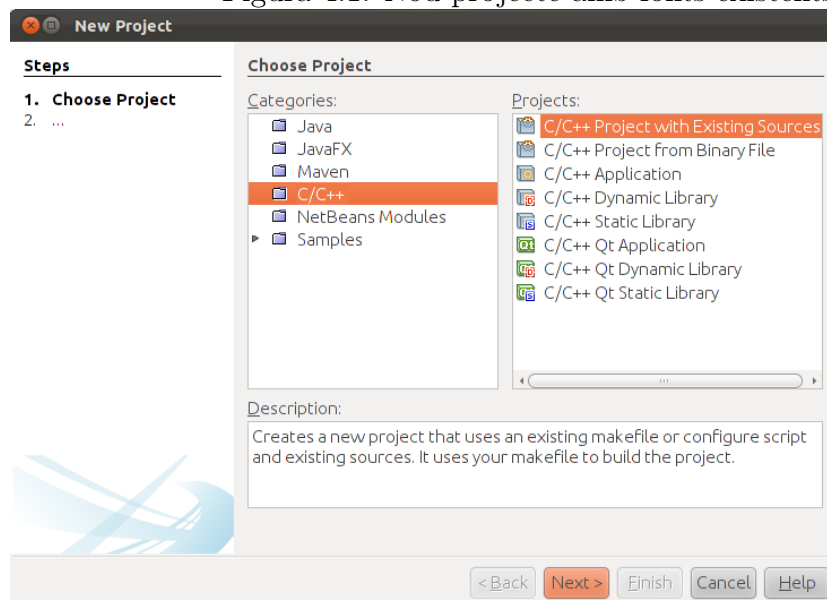 New Project
Steps
1. Choose Project
2. ...
Choose Project
Categories:
Java
JavaFX
Maven
C/C++
NetBeans Modules
Samples
Projects:
C/C++ Project with Existing Sources
C/C++ Project from Binary File
C/C++ Application
C/C++ Dynamic Library
C/C++ Static Library
C/C++ Qt Application
C/C++ Qt Dynamic Library
C/C++ Qt Static Library
Description:
Creates a new project that uses an existing makefile or configure script
and existing sources. It uses your makefile to build the project.
< Back Next > Finish Cancel Help